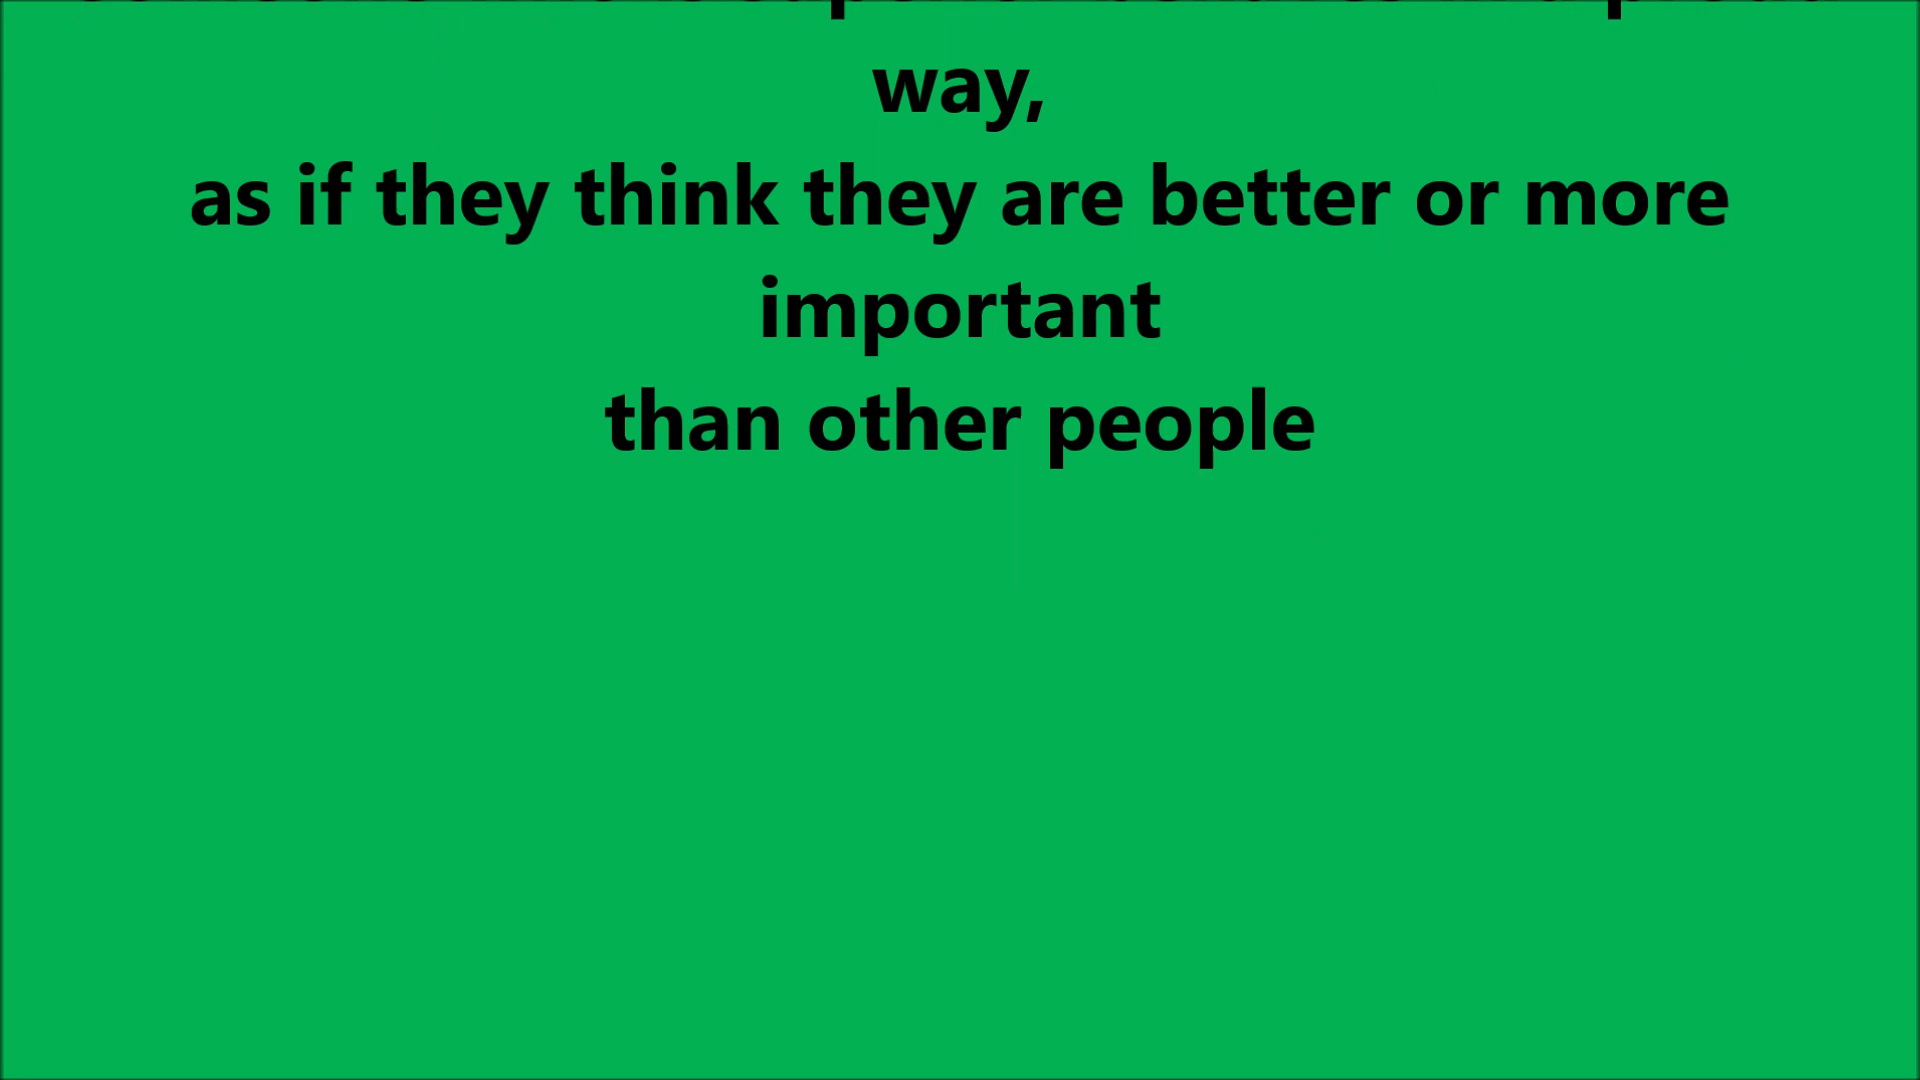 way,
as if they think they are better or more
important
than other people